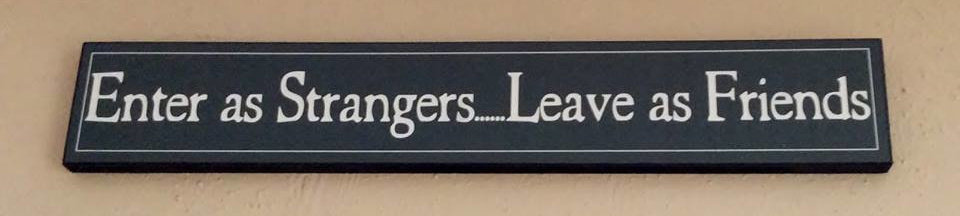 Enter as Strangers......Leave as Friends